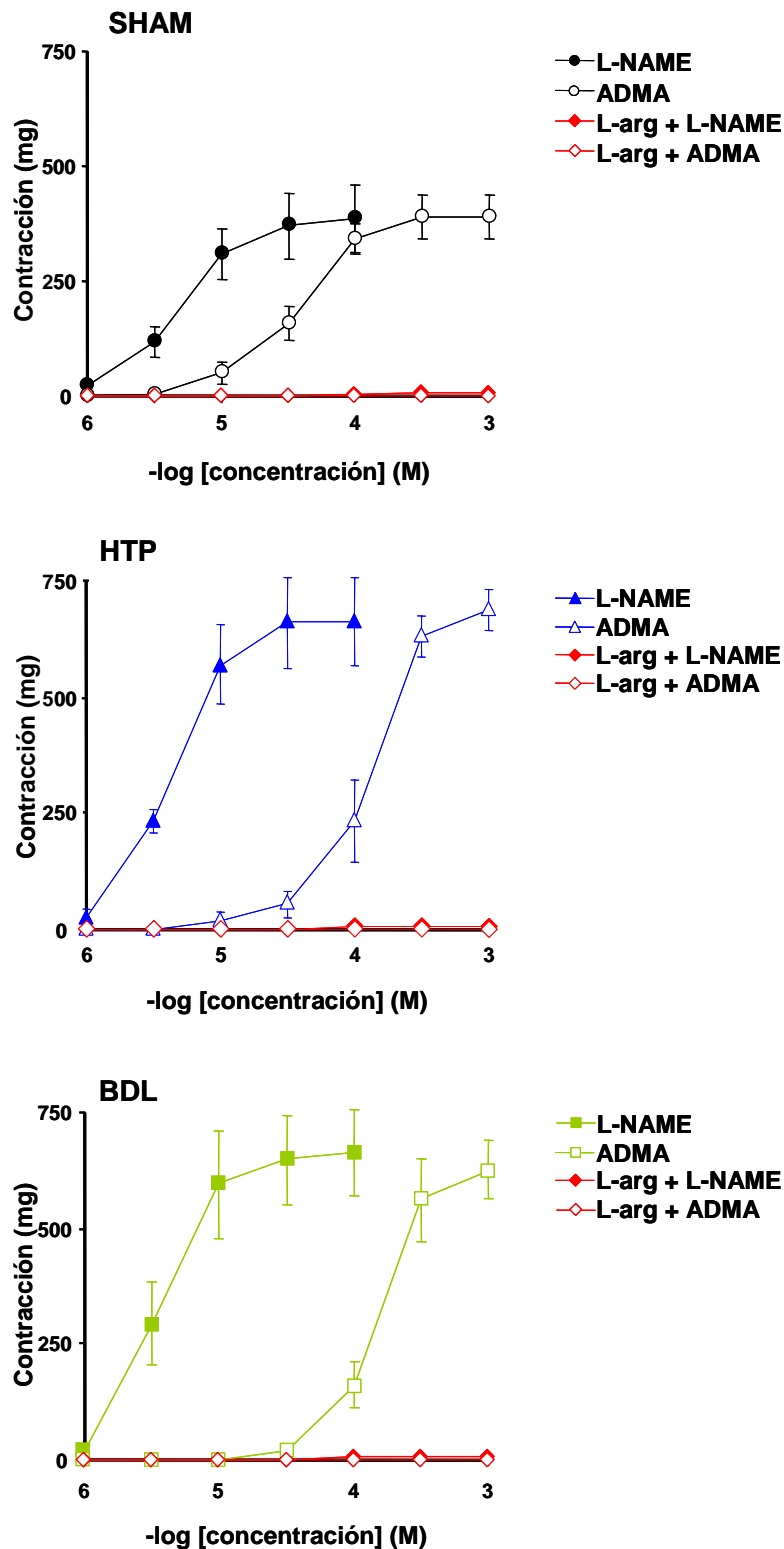 SHAM
750
500
250
0
Contracción (mg)
6
5
4
3
-log [concentración] (M)
L-NAME
ADMA
L-arg + L-NAME
L-arg + ADMA
HTP
750
500
250
0
Contracción (mg)
6
5
4
3
-log [concentración] (M)
L-NAME
ADMA
L-arg + L-NAME
L-arg + ADMA
BDL
750
500
250
0
Contracción (mg)
6
5
4
3
-log [concentración] (M)
L-NAME
ADMA
L-arg + L-NAME
L-arg + ADMA